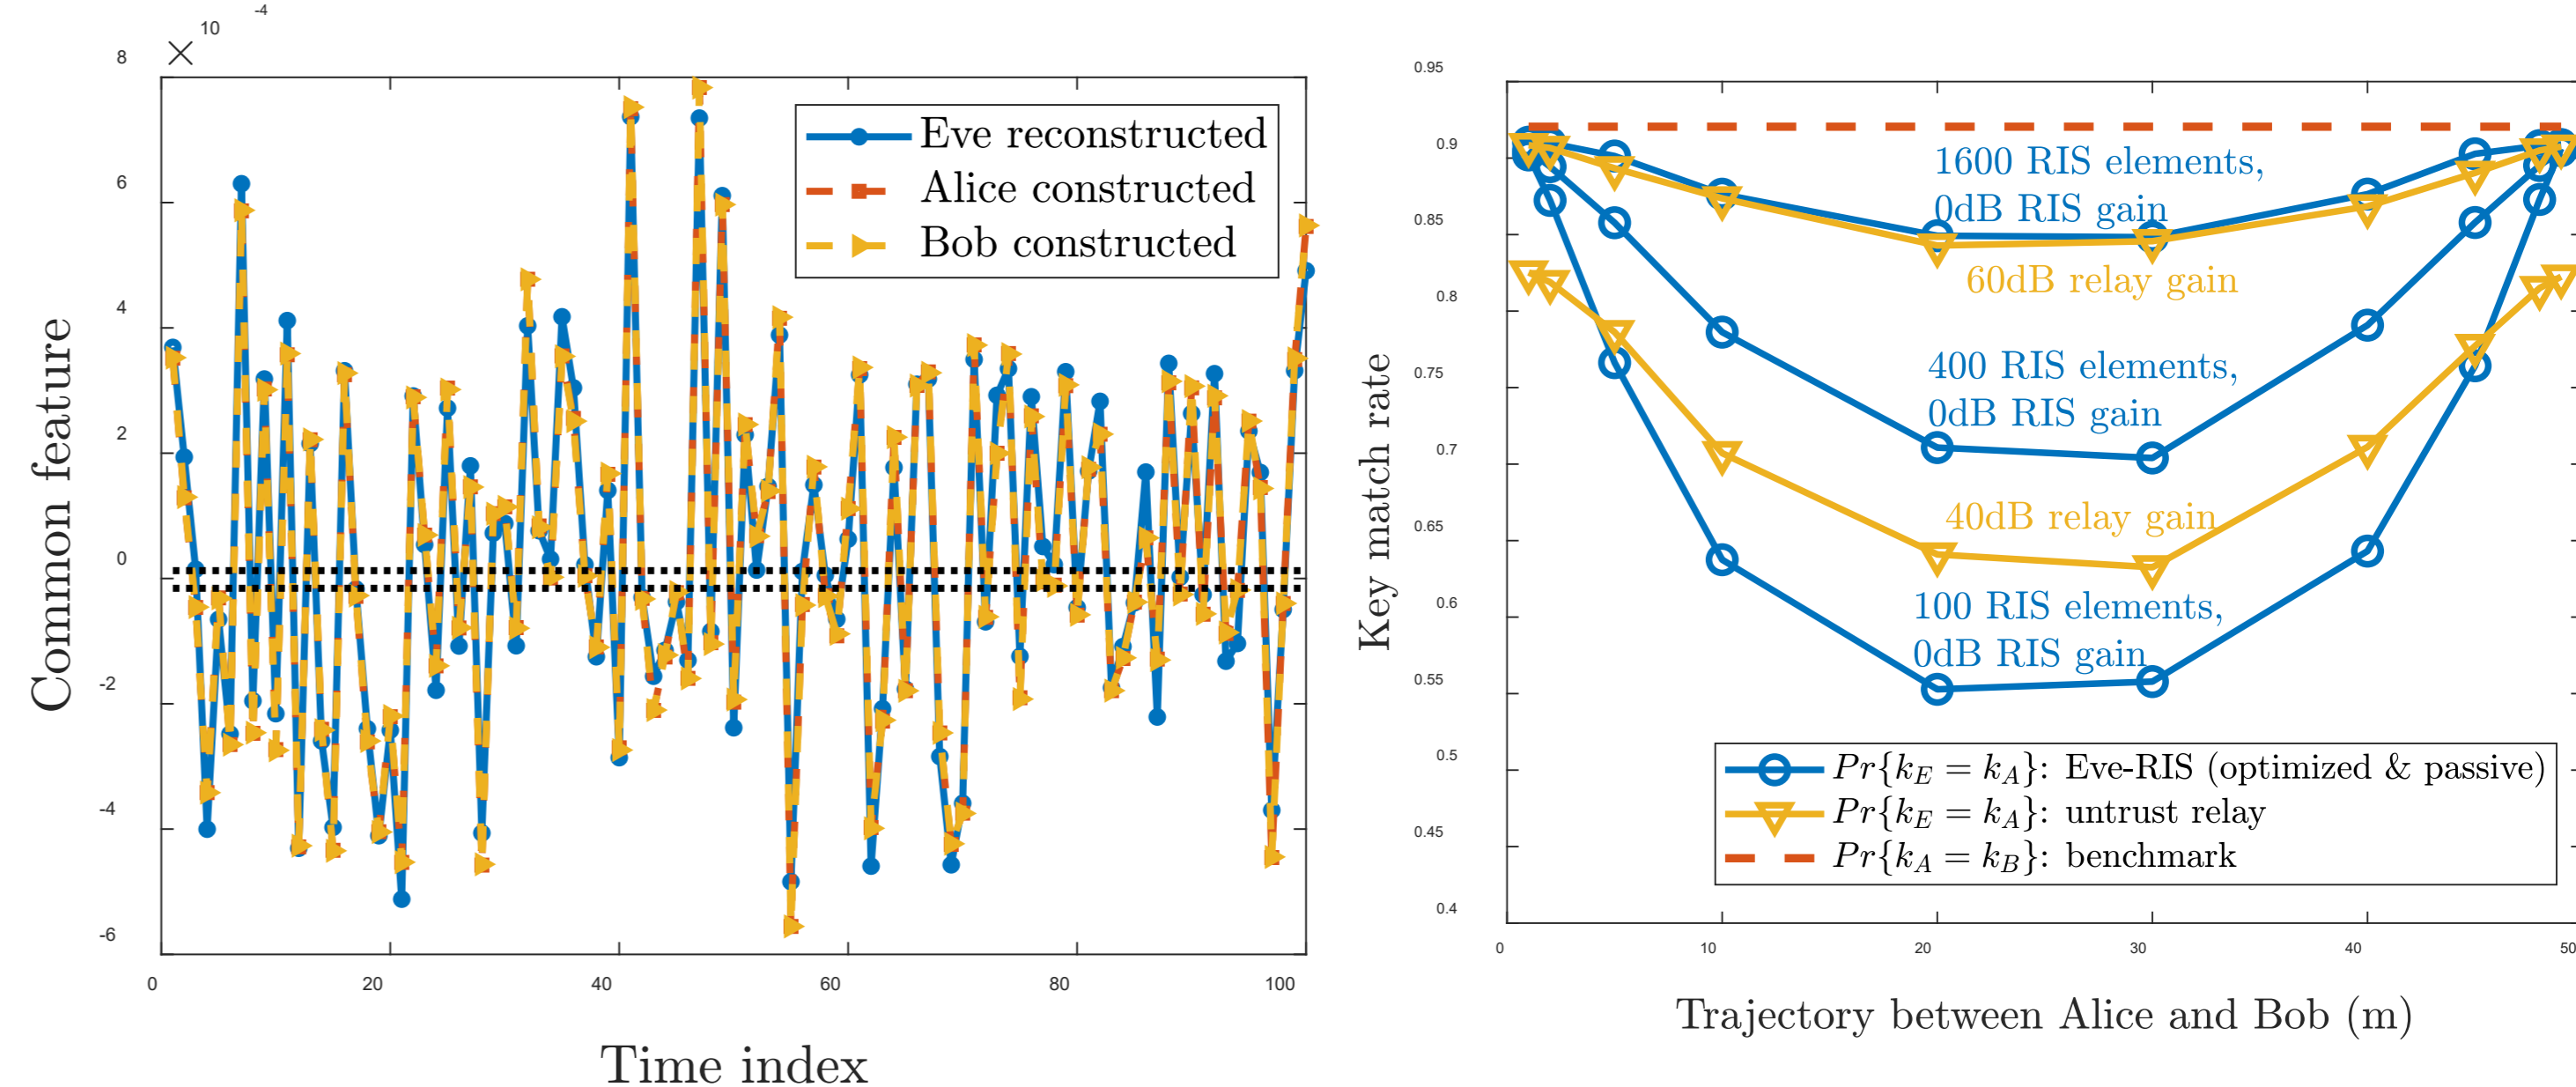 10
-4
8
6
4
2
0
-2
-4
-6
0
20
40
60
80
100
Common feature
Time index
Eve reconstructed
Alice constructed
Bob constructed
0.95
0.9
0.85
0.8
0.75
0.7
0.65
0.6
0.55
0.5
0.45
0.4
0
10
20
30
40
50
Key match rate
Trajectory between Alice and Bob (m)
1600 RIS elements,
0dB RIS gain
60dB relay gain
400 RIS elements,
0dB RIS gain
40dB relay gain
100 RIS elements,
0dB RIS gain
Pr{k_E = k_A}: Eve-RIS (optimized & passive)
Pr{k_E = k_A}: untrust relay
Pr{k_A = k_B}: benchmark